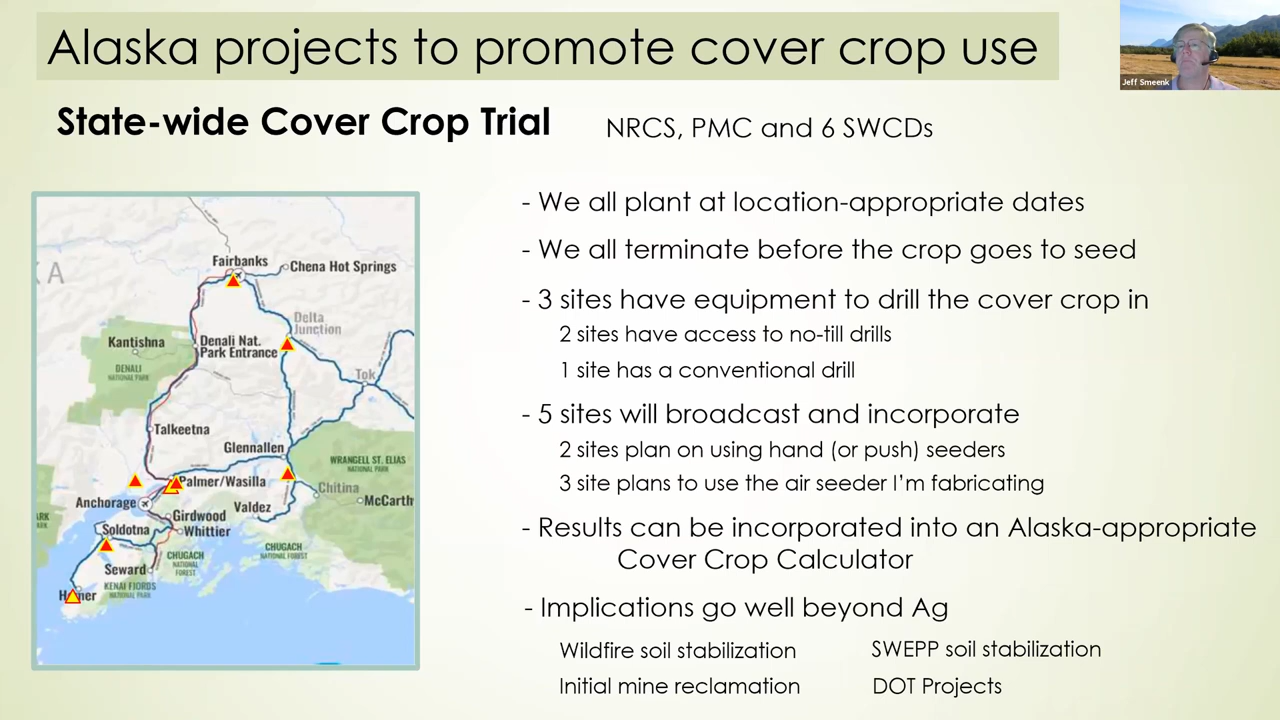 Alaska projects to promote cover crop use
Jeff Smeenk
State-wide Cover Crop Trial
NRCS, PMC and 6 SWCDs
- We all plant at location-appropriate dates
- We all terminate before the crop goes to seed
- 3 sites have equipment to drill the cover crop in
2 sites have access to no-till drills
1 site has a conventional drill
- 5 sites will broadcast and incorporate
2 sites plan on using hand (or push) seeders
3 site plans to use the air seeder I'm fabricating
- Results can be incorporated into an Alaska-appropriate
Cover Crop Calculator
- Implications go well beyond Ag
Wildfire soil stabilization
SWEPP soil stabilization
Initial mine reclamation
DOT Projects
Fairbanks
Chena Hot Springs
KA
Delta
Junction
Kantishna
Denali Nat.
Park Entrance
DENALI
NATIONAL PARK
Tok
Talkeetna
Glennallen
WRANGELL ST. ELIAS
NATIONAL PARK
Palmer/Wasilla
Chitina
Anchorage
Valdez
McCarth
ARK
Girdwood
Soldotna
Whittier
CHUGACH
NATIONAL
FOREST
CHUGACH
NATIONAL FOREST
Seward
KENAI FJORDS
NATIONAL PARK